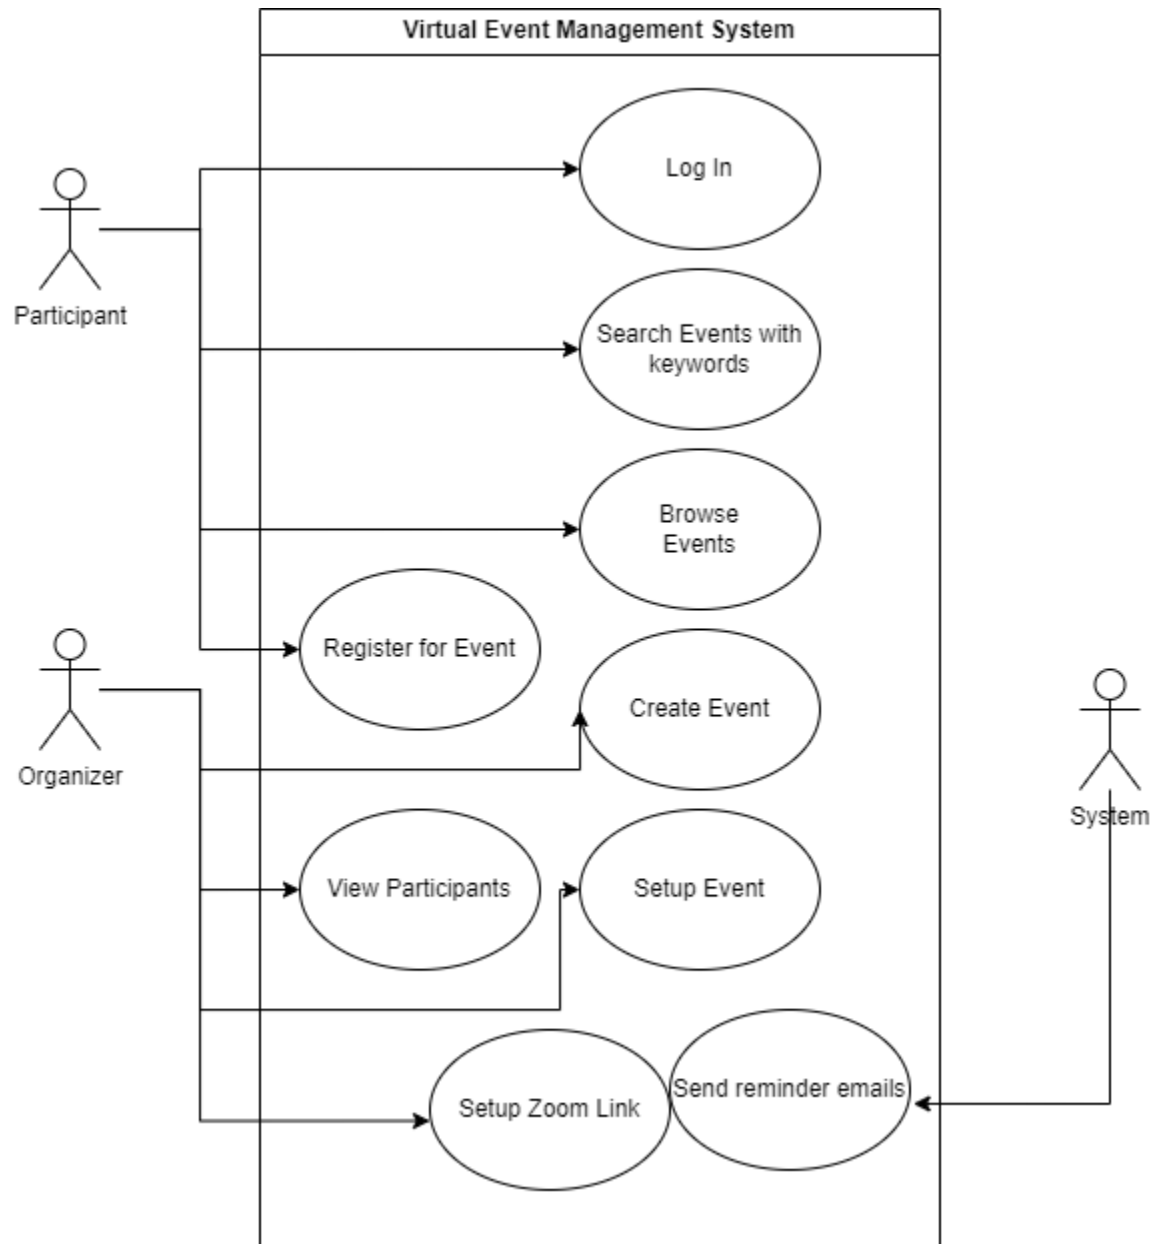 Virtual Event Management System
Log In
Participant
Search Events with
keywords
Browse
Events
Register for Event
Create Event
Organizer
System
View Participants
Setup Event
Send reminder emails
Setup Zoom Link